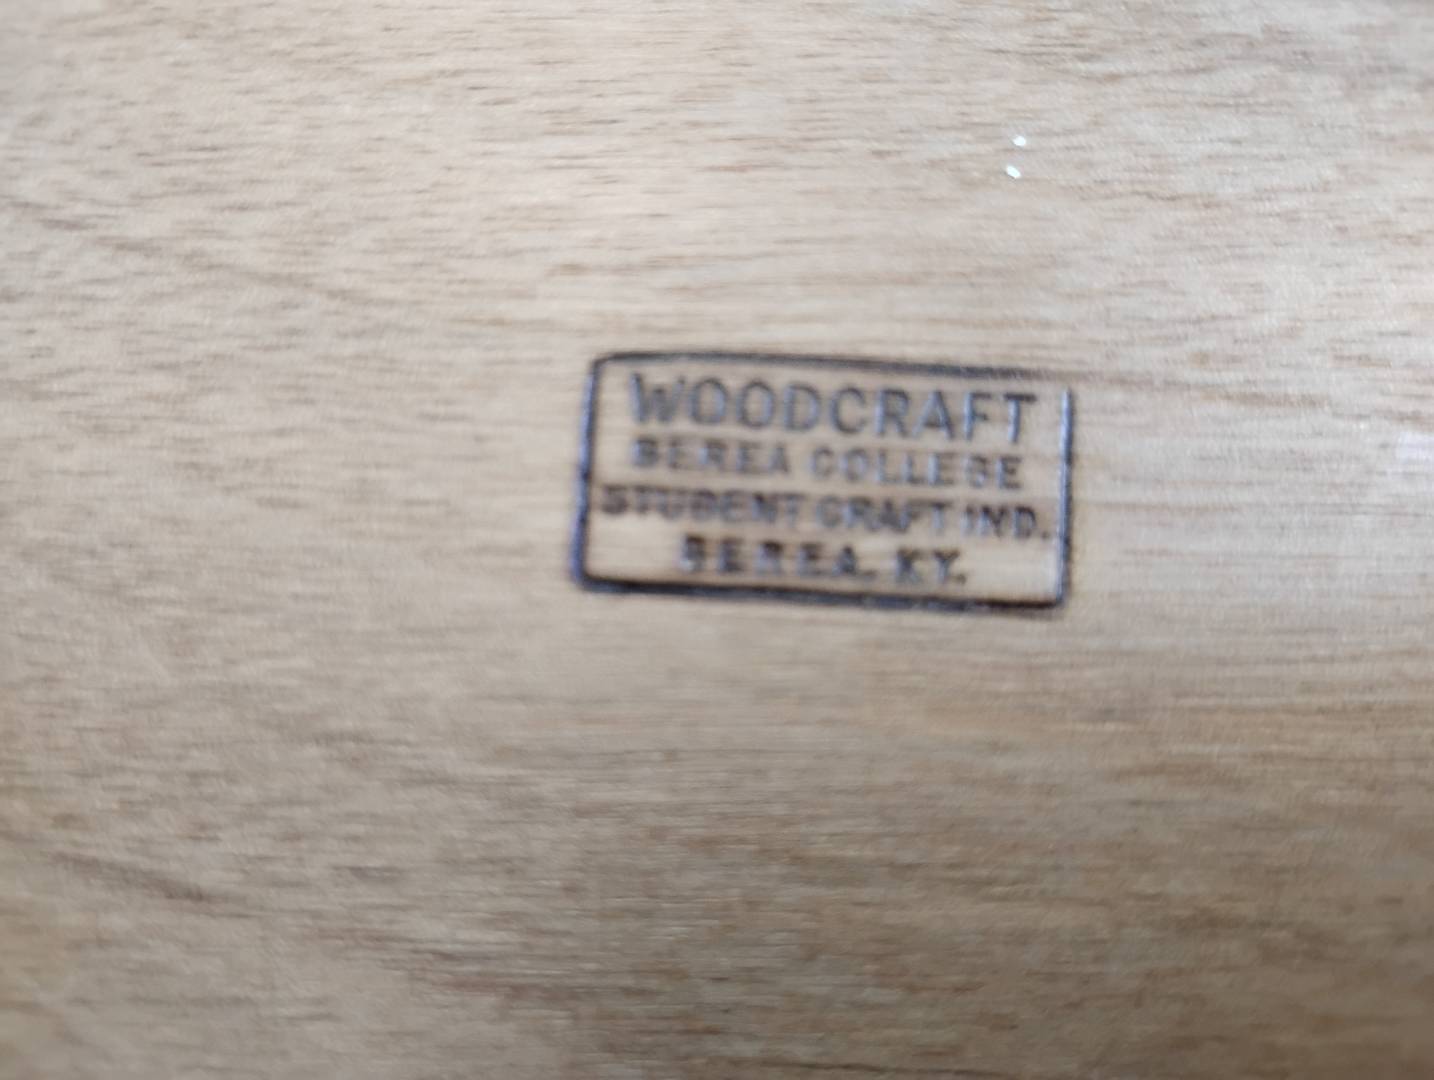 WOODCRAFT
BEREA COLLEGE
STUDENT CRAFT IND.
BEREA. KY.